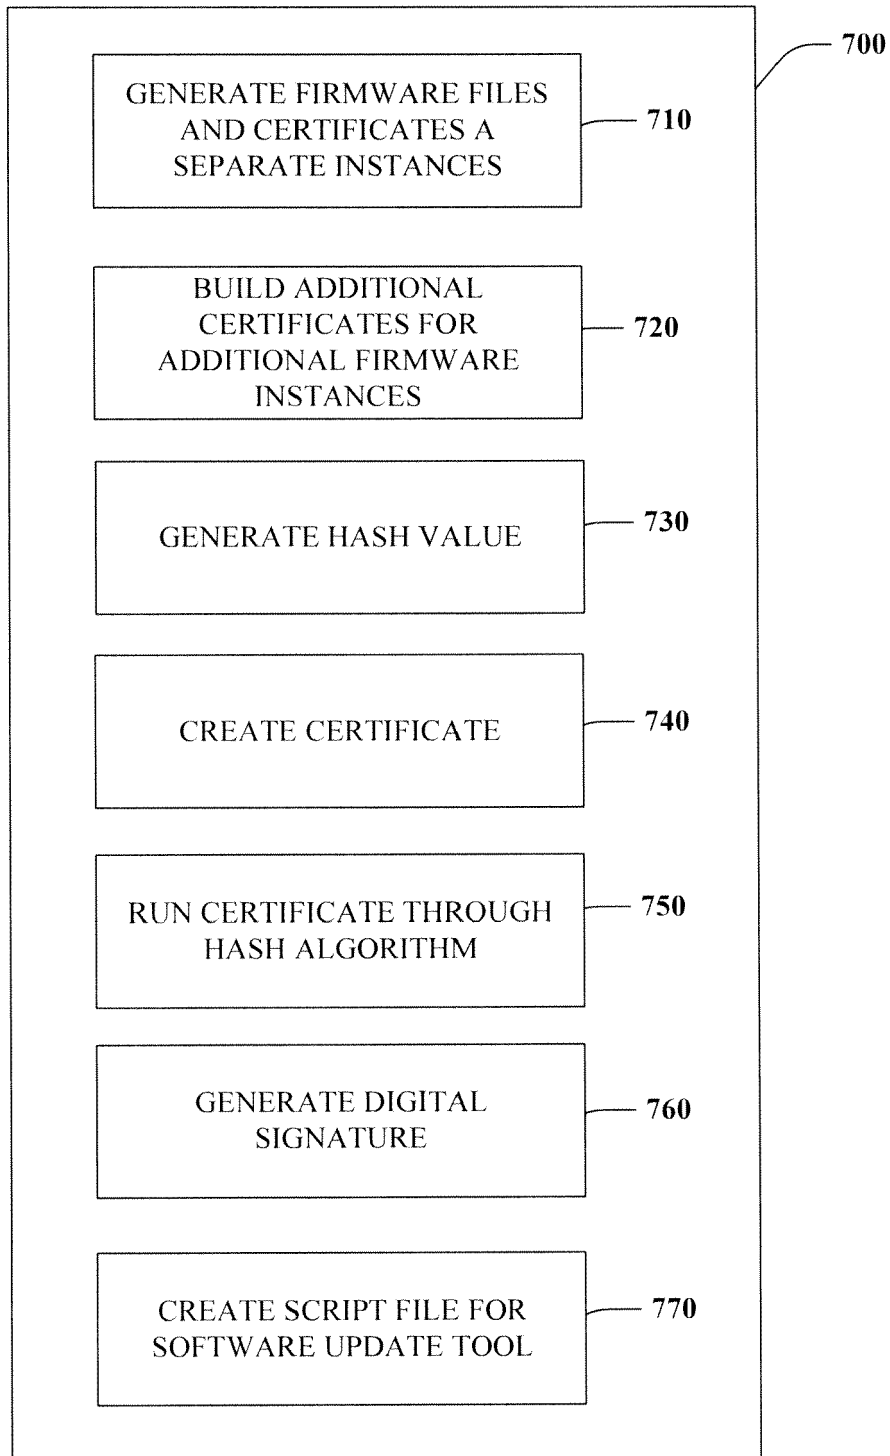 700
GENERATE FIRMWARE FILES
AND CERTIFICATES A
SEPARATE INSTANCES
710
BUILD ADDITIONAL
CERTIFICATES FOR
ADDITIONAL FIRMWARE
INSTANCES
720
GENERATE HASH VALUE
730
CREATE CERTIFICATE
740
RUN CERTIFICATE THROUGH
HASH ALGORITHM
750
GENERATE DIGITAL
SIGNATURE
760
CREATE SCRIPT FILE FOR
SOFTWARE UPDATE TOOL
770